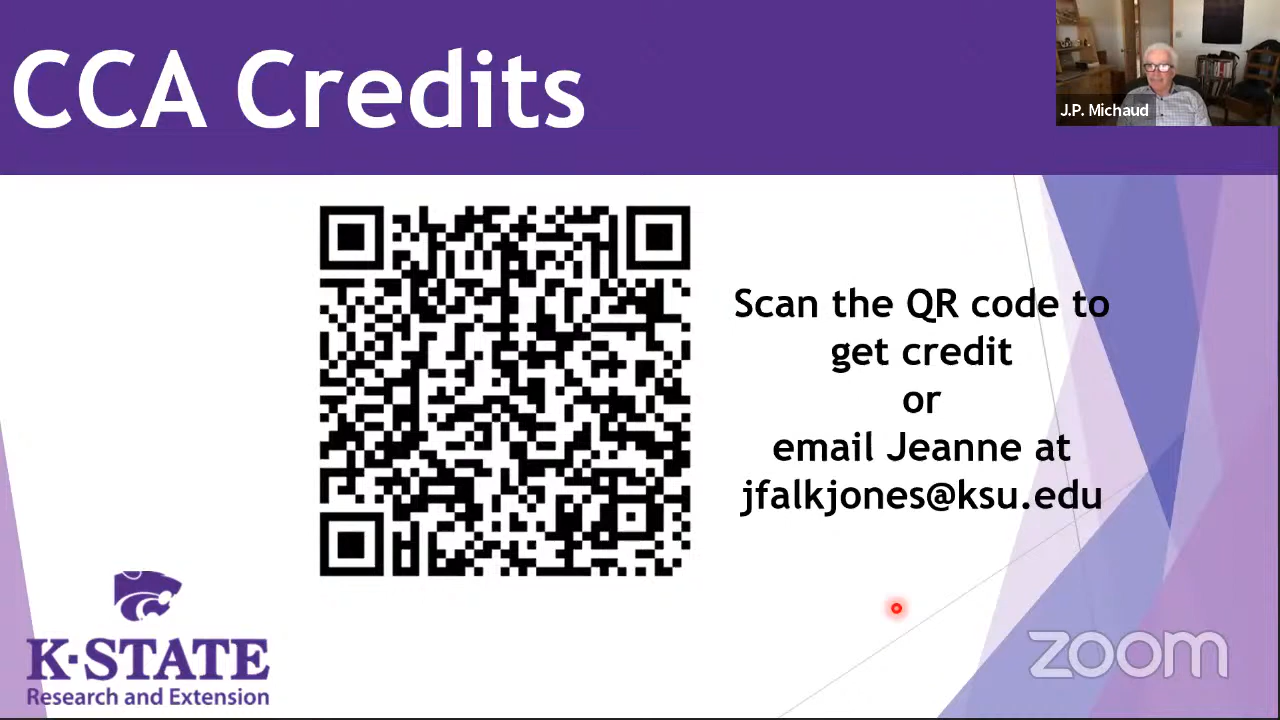 CCA Credits
J.P. Michaud
Scan the QR code to
get credit
or
email Jeanne at
jfalkjones@ksu.edu
K-STATE
Research and Extension
zoom